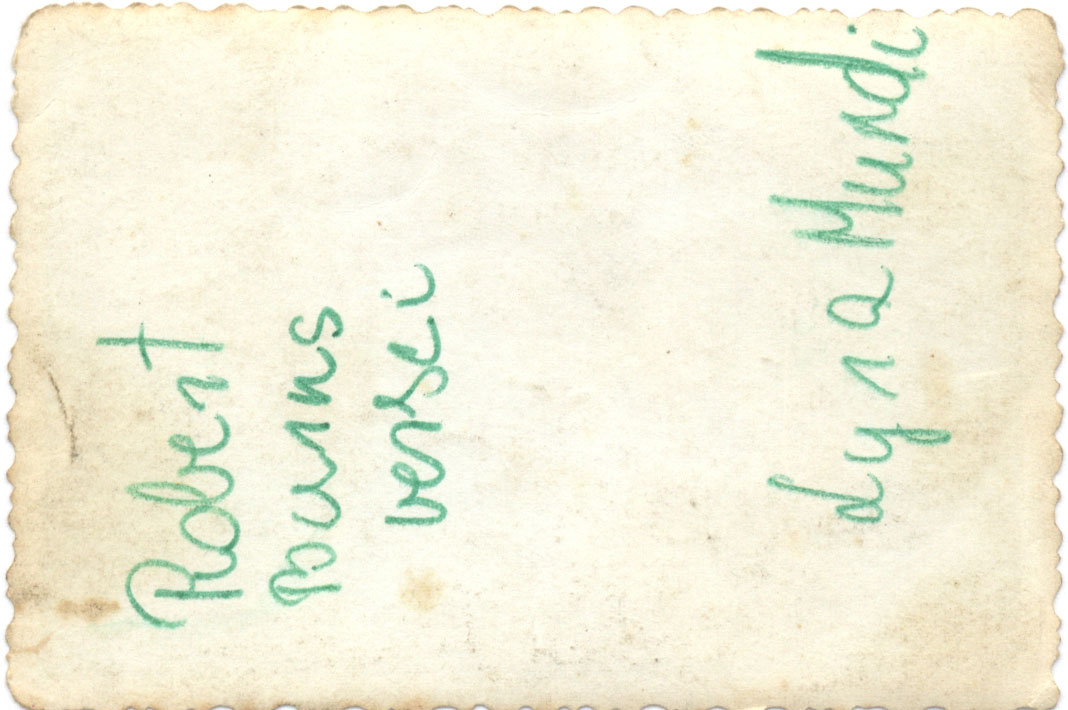 Robert
Burns
versei
Lyra Mundi